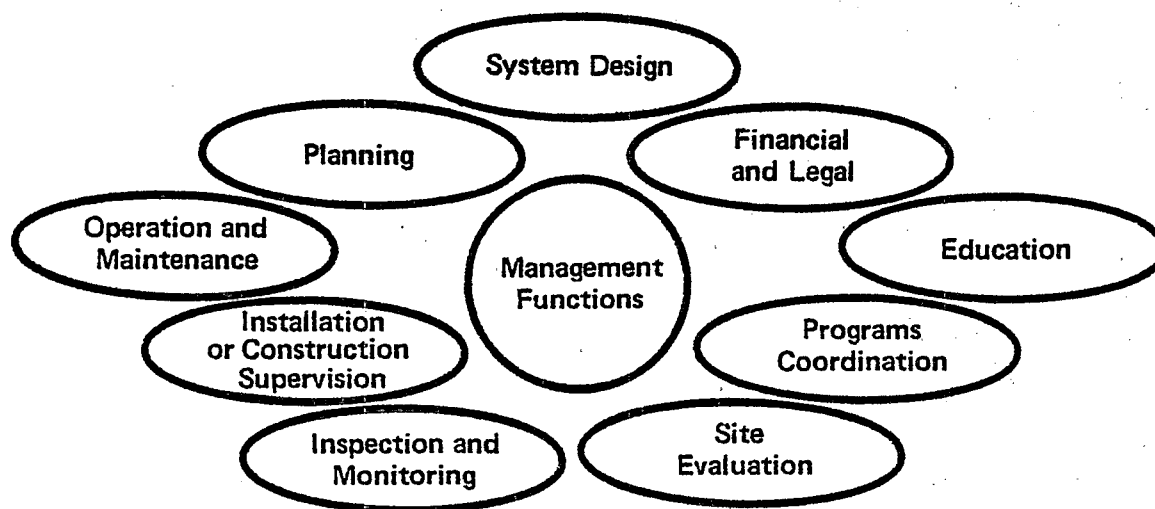 System Design
Planning
Financial
and Legal
Operation and
Maintenance
Management
Functions
Education
Installation
or Construction
Supervision
Programs
Coordination
Inspection and
Monitoring
Site
Evaluation